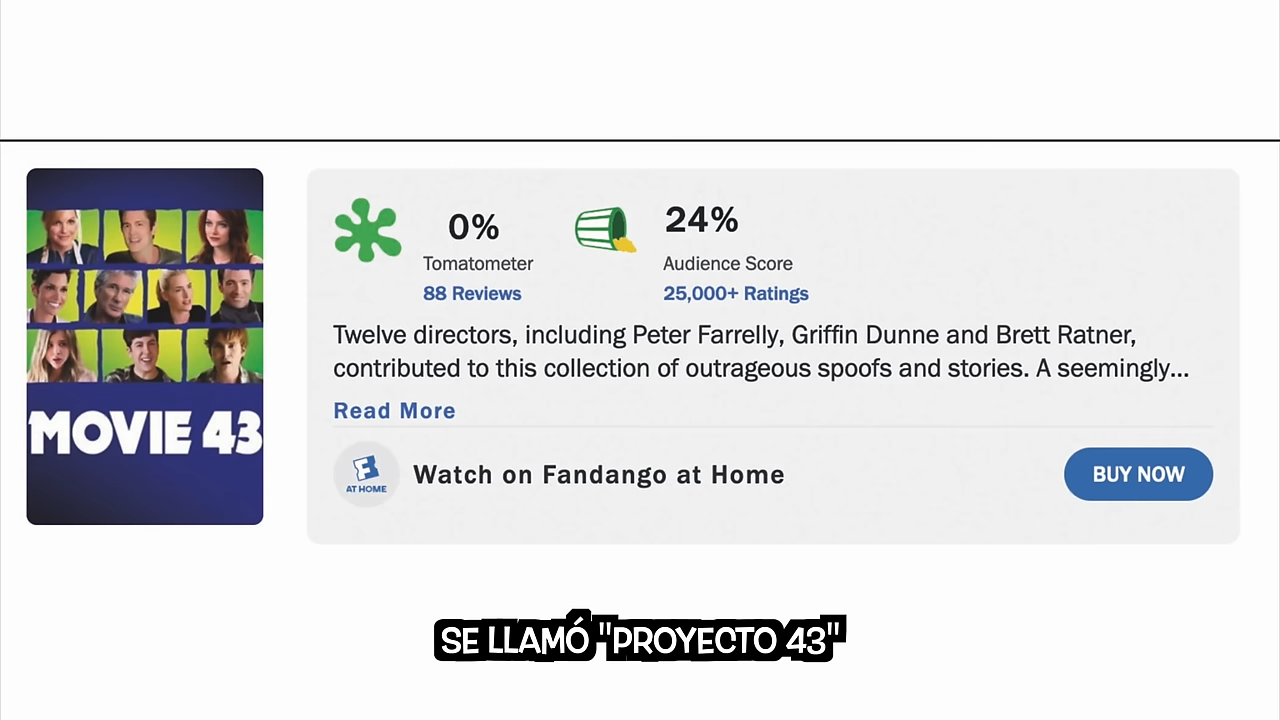 MOVIE 43
0%
Tomatometer
88 Reviews
24%
Audience Score
25,000+ Ratings
Twelve directors, including Peter Farrelly, Griffin Dunne and Brett Ratner,
contributed to this collection of outrageous spoofs and stories. A seemingly...
Read More
F
AT HOME
Watch on Fandango at Home
BUY NOW
SE LLAMÓ "PROYECTO 43"